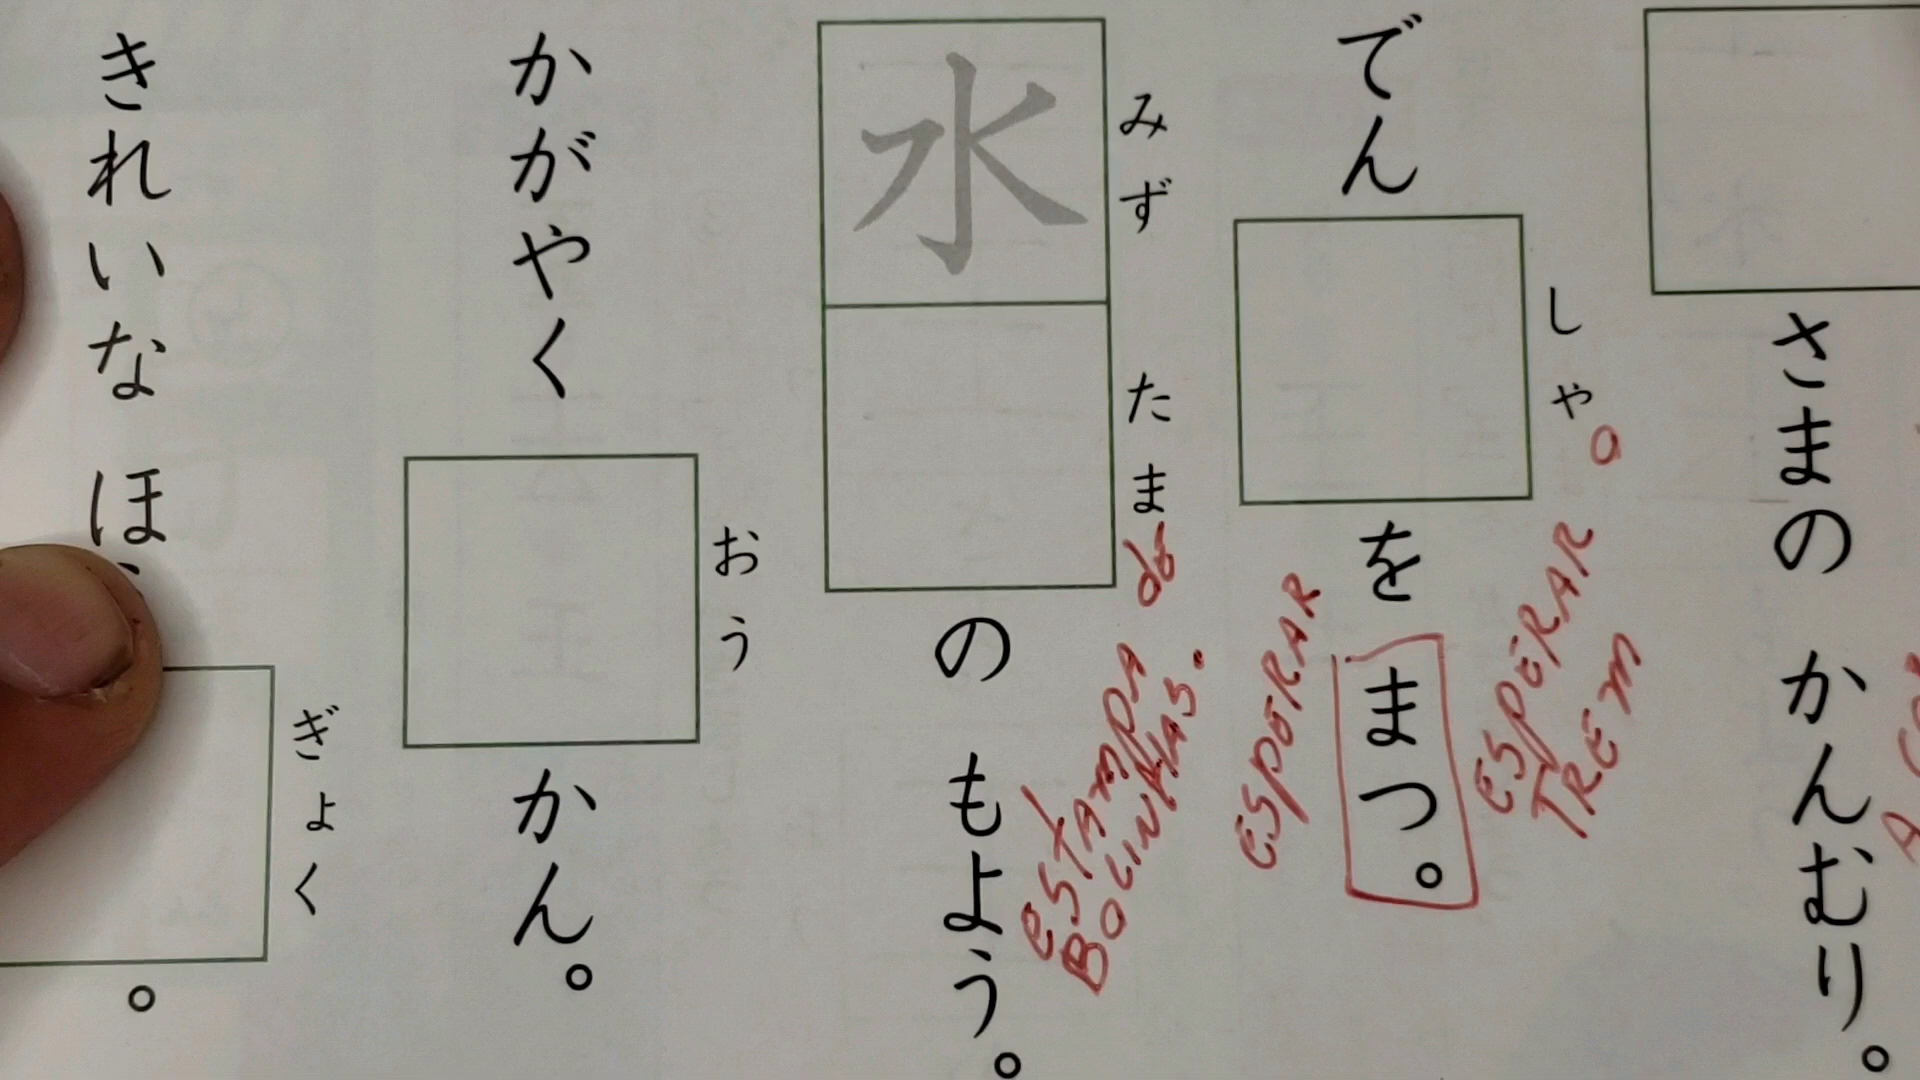 さまの かんむり。
でん
しゃ
を まつ。
ESPERAR
TREM
ESPERAR
水
みず
たま
の もよう。
ESTAMPA de
BOLINHAS.
かがやく
おう
かん。
きれいな ほ
ぎょく
。